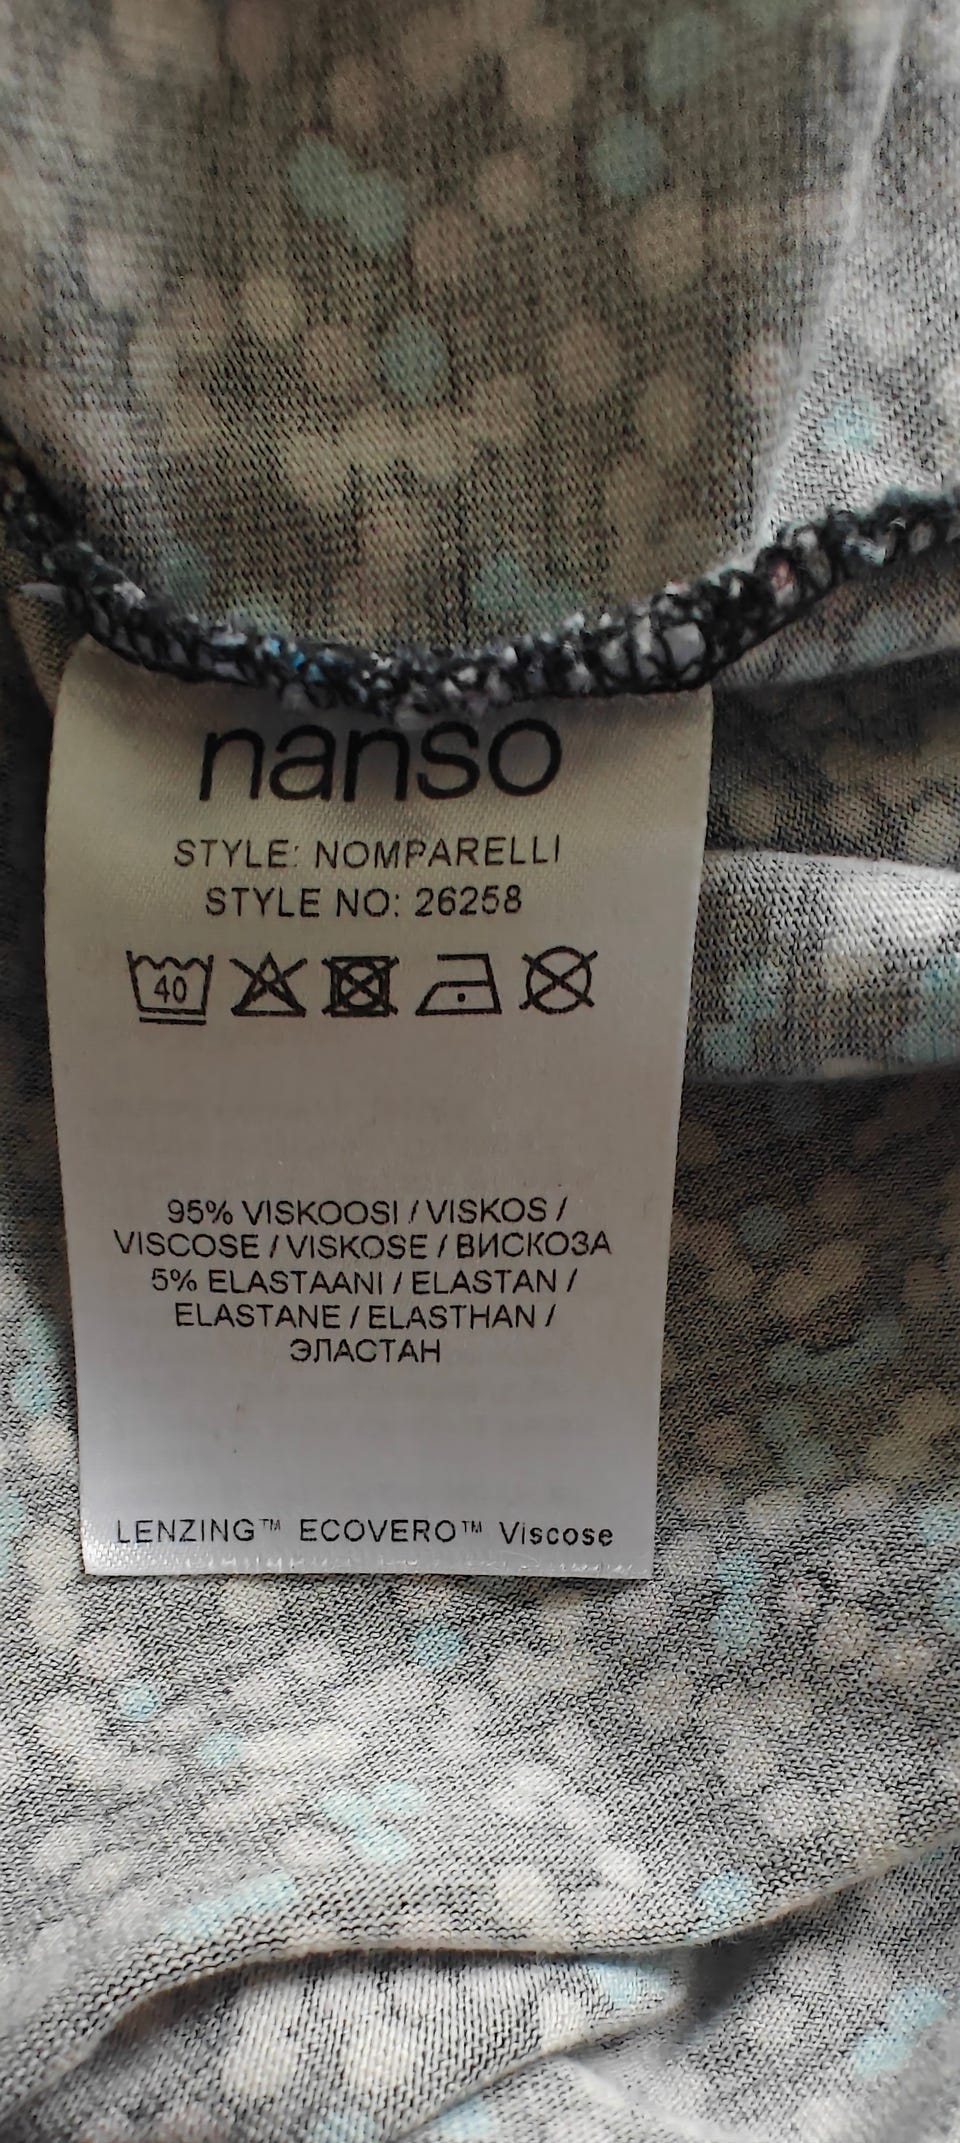 nanso
STYLE: NOMPARELLI
STYLE NO: 26258
40
95% VISKOOSI / VISKOS /
VISCOSE / VISKOSE / ВИСКОЗА
5% ELASTAANI / ELASTAN /
ELASTANE / ELASTHAN /
ЭЛАСТАН
LENZING™ ECOVERO™ Viscose